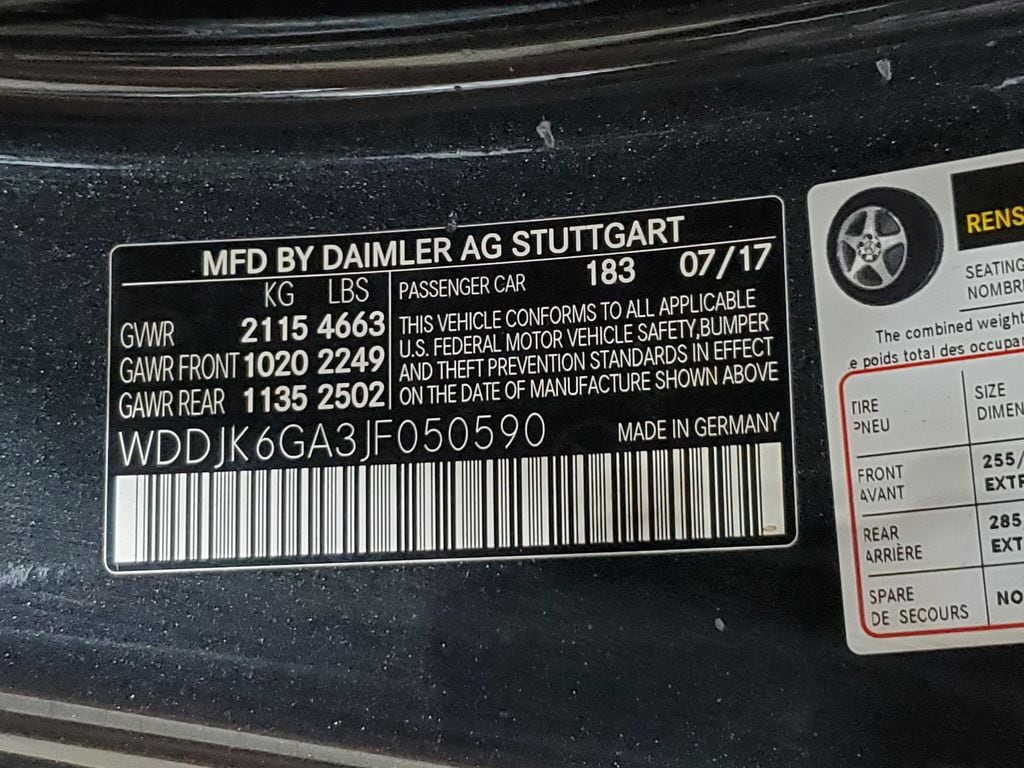 MFD BY DAIMLER AG STUTTGART
KG LBS
GVWR 2115 4663
GAWR FRONT 1020 2249
GAWR REAR 1135 2502
PASSENGER CAR 183 07/17
THIS VEHICLE CONFORMS TO ALL APPLICABLE
U.S. FEDERAL MOTOR VEHICLE SAFETY,BUMPER
AND THEFT PREVENTION STANDARDS IN EFFECT
ON THE DATE OF MANUFACTURE SHOWN ABOVE
WDDJK6GA3JF050590 MADE IN GERMANY
RENS
SEATING
NOMBR
The combined weight
e poids total des occupa
TIRE
PNEU
SIZE
DIMEN
FRONT
AVANT
255/
EXTR
REAR
ARRIÈRE
285
EXT
SPARE
DE SECOURS
NO